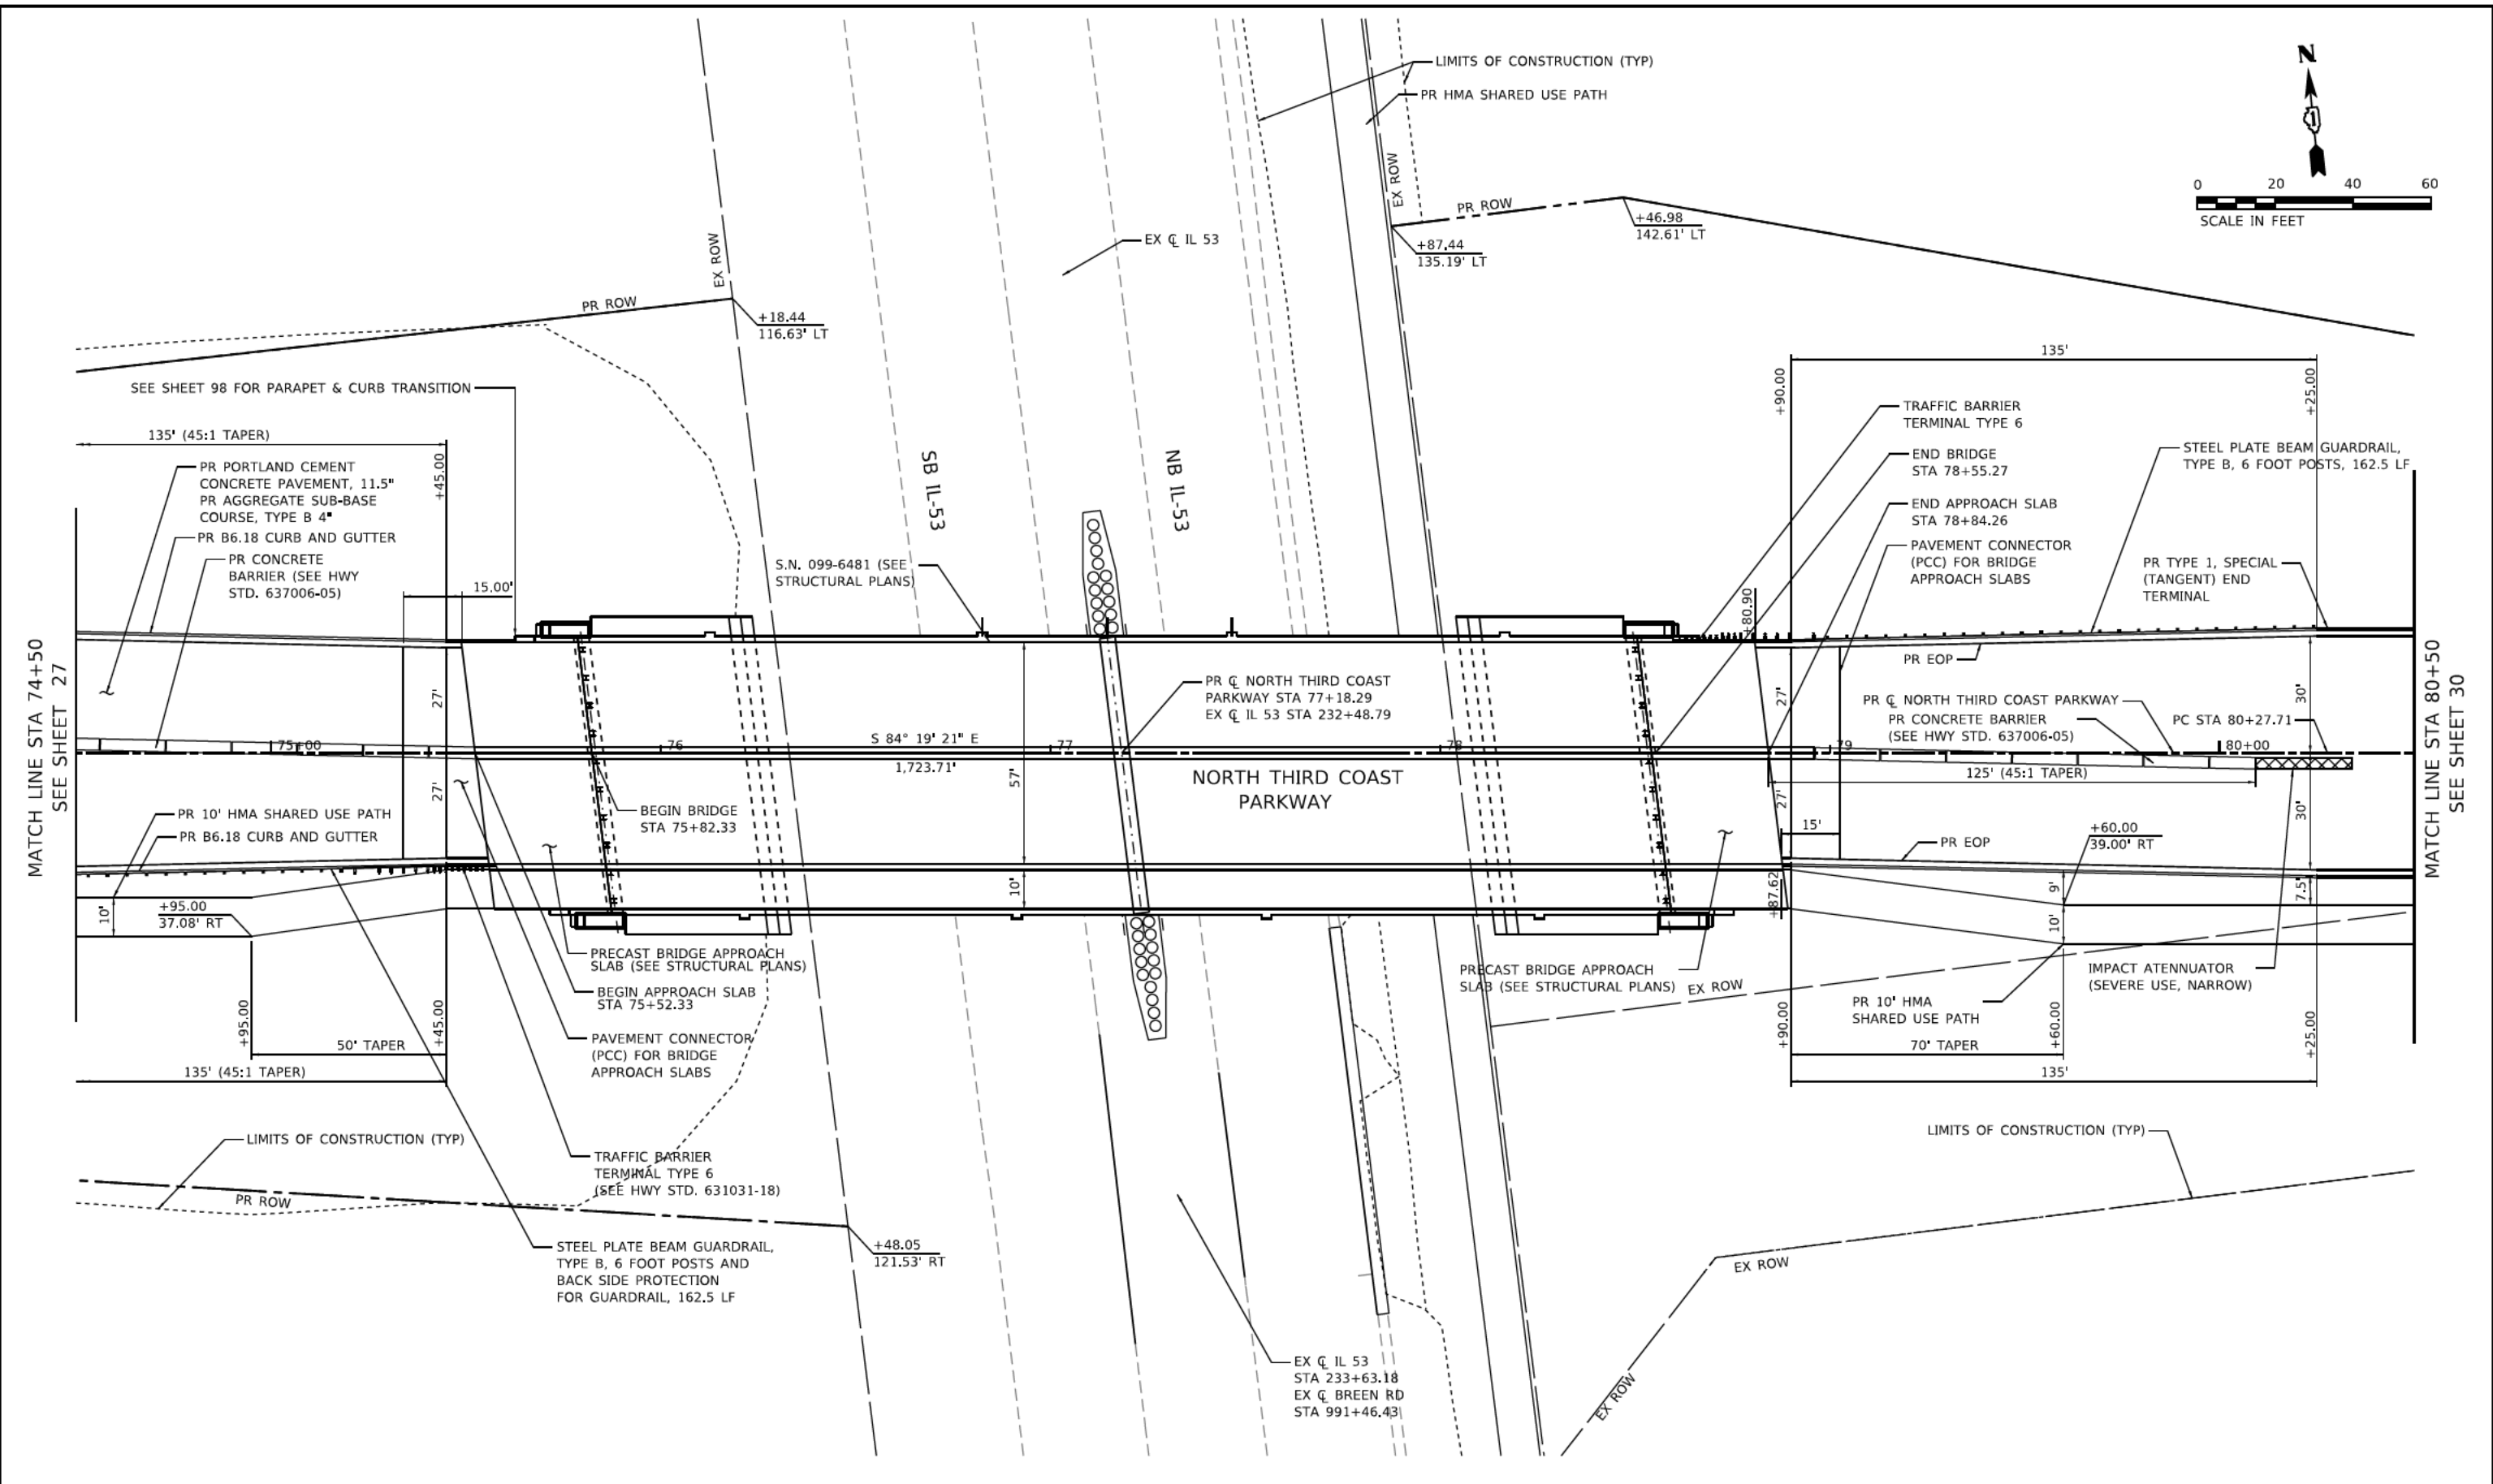 LIMITS OF CONSTRUCTION (TYP)
PR HMA SHARED USE PATH
N
1
0 20 40 60
SCALE IN FEET
EX ROW
PR ROW
+46.98
142.61' LT
+87.44
135.19' LT
EX ROW
EX ℄ IL 53
PR ROW
+18.44
116.63' LT
SEE SHEET 98 FOR PARAPET & CURB TRANSITION
135' (45:1 TAPER)
+45.00
PR PORTLAND CEMENT
CONCRETE PAVEMENT, 11.5"
PR AGGREGATE SUB-BASE
COURSE, TYPE B 4"
PR B6.18 CURB AND GUTTER
PR CONCRETE
BARRIER (SEE HWY
STD. 637006-05)
15.00'
SB IL-53
NB IL-53
S.N. 099-6481 (SEE
STRUCTURAL PLANS)
135'
+90.00
+25.00
TRAFFIC BARRIER
TERMINAL TYPE 6
END BRIDGE
STA 78+55.27
END APPROACH SLAB
STA 78+84.26
PAVEMENT CONNECTOR
(PCC) FOR BRIDGE
APPROACH SLABS
STEEL PLATE BEAM GUARDRAIL,
TYPE B, 6 FOOT POSTS, 162.5 LF
PR TYPE 1, SPECIAL
(TANGENT) END
TERMINAL
+80.90
MATCH LINE STA 74+50
SEE SHEET 27
27'
27'
75+00
76
S 84° 19' 21" E
1,723.71'
77
57'
PR ℄ NORTH THIRD COAST
PARKWAY STA 77+18.29
EX ℄ IL 53 STA 232+48.79
NORTH THIRD COAST
PARKWAY
78
27'
27'
79
PR EOP
PR ℄ NORTH THIRD COAST PARKWAY
PR CONCRETE BARRIER
(SEE HWY STD. 637006-05)
PC STA 80+27.71
80+00
30'
30'
125' (45:1 TAPER)
15'
MATCH LINE STA 80+50
SEE SHEET 30
BEGIN BRIDGE
STA 75+82.33
PR 10' HMA SHARED USE PATH
PR B6.18 CURB AND GUTTER
10'
+95.00
37.08' RT
10'
PR EOP
+60.00
39.00' RT
+87.62
9'
10'
7.5'
PRECAST BRIDGE APPROACH
SLAB (SEE STRUCTURAL PLANS)
BEGIN APPROACH SLAB
STA 75+52.33
PAVEMENT CONNECTOR
(PCC) FOR BRIDGE
APPROACH SLABS
+95.00
+45.00
50' TAPER
135' (45:1 TAPER)
PRECAST BRIDGE APPROACH
SLAB (SEE STRUCTURAL PLANS)
EX ROW
IMPACT ATENNUATOR
(SEVERE USE, NARROW)
PR 10' HMA
SHARED USE PATH
+90.00
+60.00
+25.00
70' TAPER
135'
LIMITS OF CONSTRUCTION (TYP)
LIMITS OF CONSTRUCTION (TYP)
PR ROW
TRAFFIC BARRIER
TERMINAL TYPE 6
(SEE HWY STD. 631031-18)
STEEL PLATE BEAM GUARDRAIL,
TYPE B, 6 FOOT POSTS AND
BACK SIDE PROTECTION
FOR GUARDRAIL, 162.5 LF
+48.05
121.53' RT
EX ROW
EX ROW
EX ℄ IL 53
STA 233+63.18
EX ℄ BREEN RD
STA 991+46.43